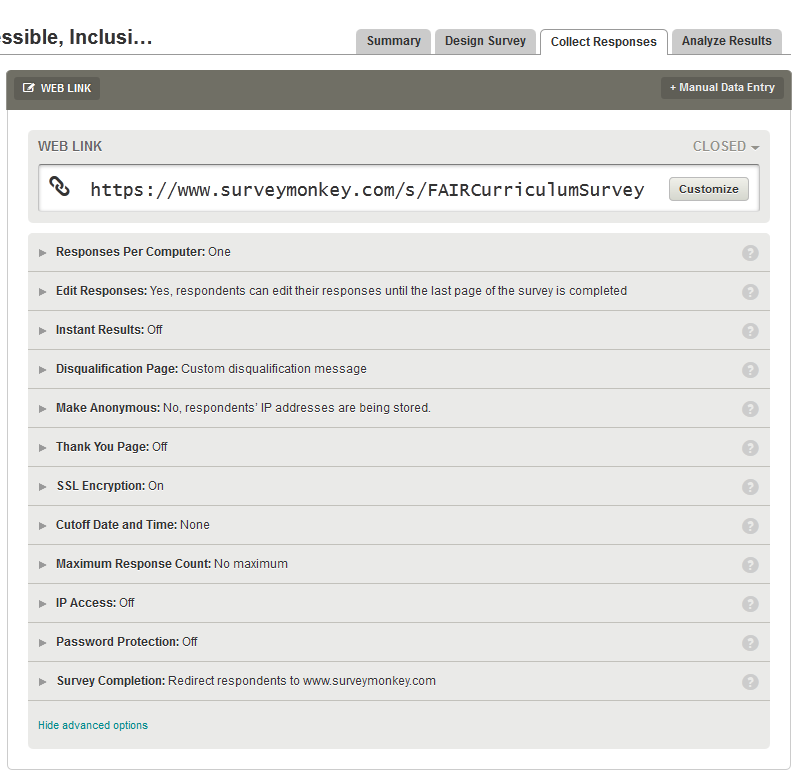 ssible, Inclusi...
Summary
Design Survey
Collect Responses
Analyze Results
WEB LINK
+ Manual Data Entry
WEB LINK
CLOSED
https://www.surveymonkey.com/s/FAIRCurriculumSurvey
Customize
Responses Per Computer: One
Edit Responses: Yes, respondents can edit their responses until the last page of the survey is completed
Instant Results: Off
Disqualification Page: Custom disqualification message
Make Anonymous: No, respondents' IP addresses are being stored.
Thank You Page: Off
SSL Encryption: On
Cutoff Date and Time: None
Maximum Response Count: No maximum
IP Access: Off
Password Protection: Off
Survey Completion: Redirect respondents to www.surveymonkey.com
Hide advanced options